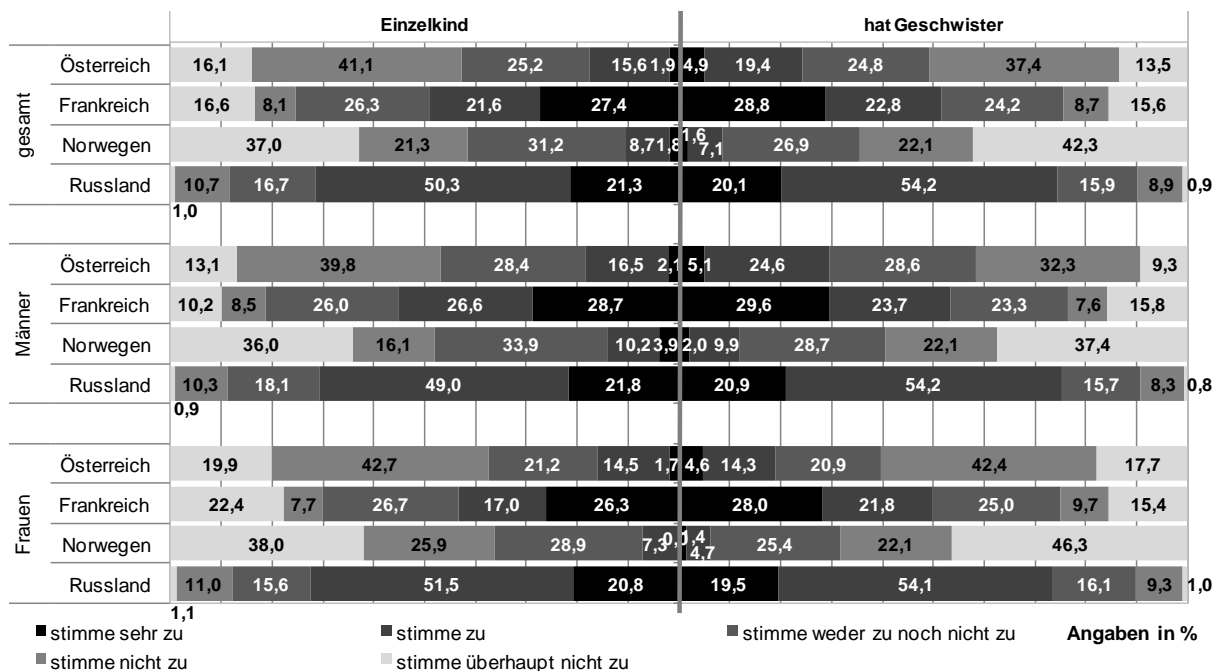 Einzelkind hat Geschwister
gesamt
Österreich 16,1 41,1 25,2 15,6 1,9 4,9 19,4 24,8 37,4 13,5
Frankreich 16,6 8,1 26,3 21,6 27,4 28,8 22,8 24,2 8,7 15,6
Norwegen 37,0 21,3 31,2 8,7 1,8 1,6 7,1 26,9 22,1 42,3
Russland 10,7 16,7 50,3 21,3 20,1 54,2 15,9 8,9 0,9
1,0
Männer
Österreich 13,1 39,8 28,4 16,5 2,1 5,1 24,6 28,6 32,3 9,3
Frankreich 10,2 8,5 26,0 26,6 28,7 29,6 23,7 23,3 7,6 15,8
Norwegen 36,0 16,1 33,9 10,2 3,9 2,0 9,9 28,7 22,1 37,4
Russland 10,3 18,1 49,0 21,8 20,9 54,2 15,7 8,3 0,8
0,9
Frauen
Österreich 19,9 42,7 21,2 14,5 1,7 4,6 14,3 20,9 42,4 17,7
Frankreich 22,4 7,7 26,7 17,0 26,3 28,0 21,8 25,0 9,7 15,4
Norwegen 38,0 25,9 28,9 7,3 4,7 25,4 22,1 46,3
Russland 11,0 15,6 51,5 20,8 19,5 54,1 16,1 9,3 1,0
1,1
stimme sehr zu stimme zu stimme weder zu noch nicht zu Angaben in %
stimme nicht zu stimme überhaupt nicht zu